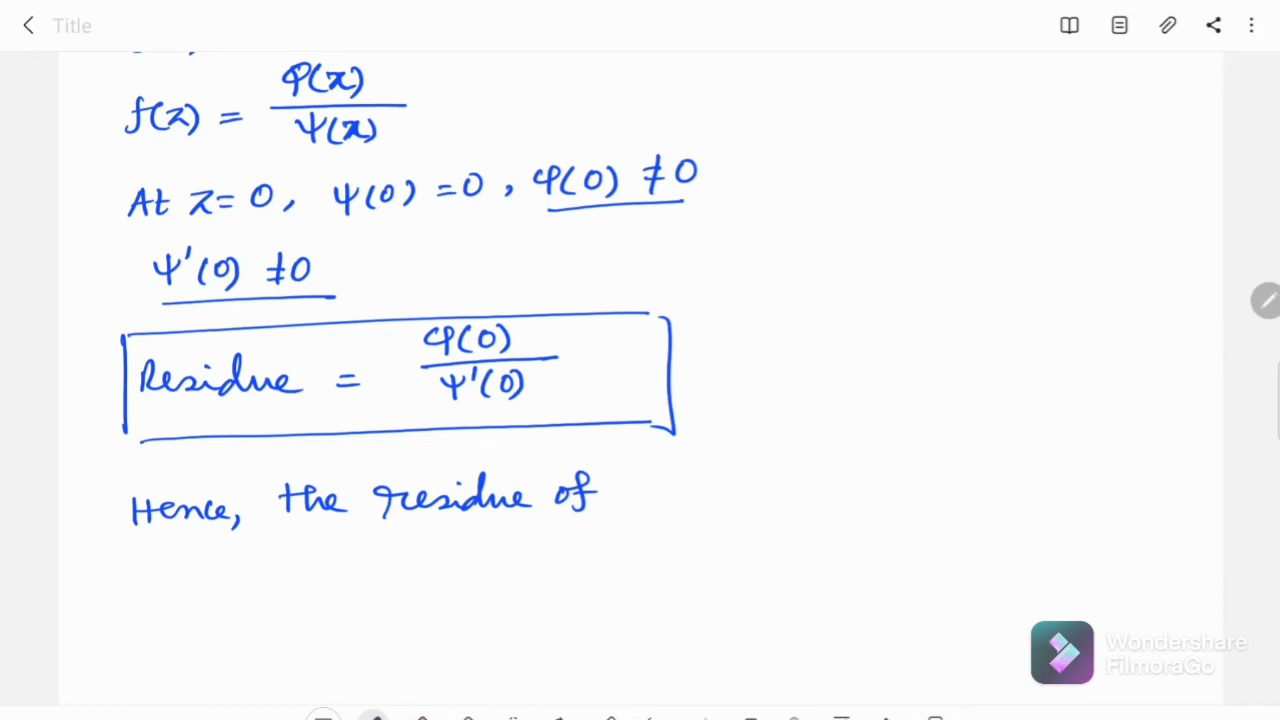 Title
f(z) = φ(z)/ψ(z)
At z = 0, ψ(0) = 0, φ(0) ≠ 0
ψ'(0) ≠ 0
Residue = φ(0)/ψ'(0)
Hence, the residue of
Wondershare
FilmoraGo